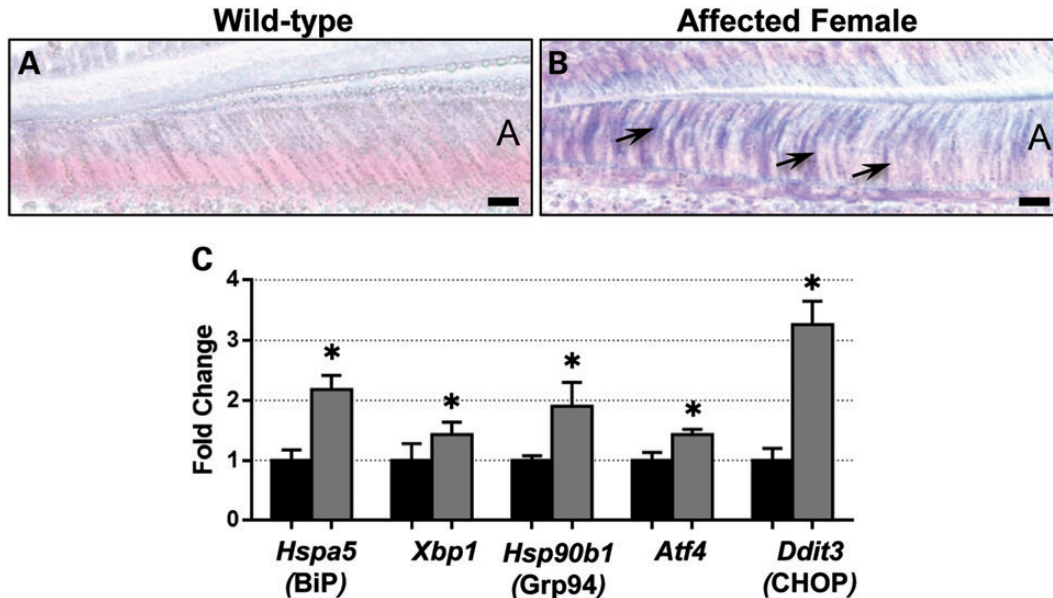 Wild-type
Affected Female
A
A
B
A
C
Fold Change
4
3
2
1
0
*
*
*
*
*
Hspa5 Xbp1 Hsp90b1 Atf4 Ddit3
(BiP) (Grp94) (CHOP)